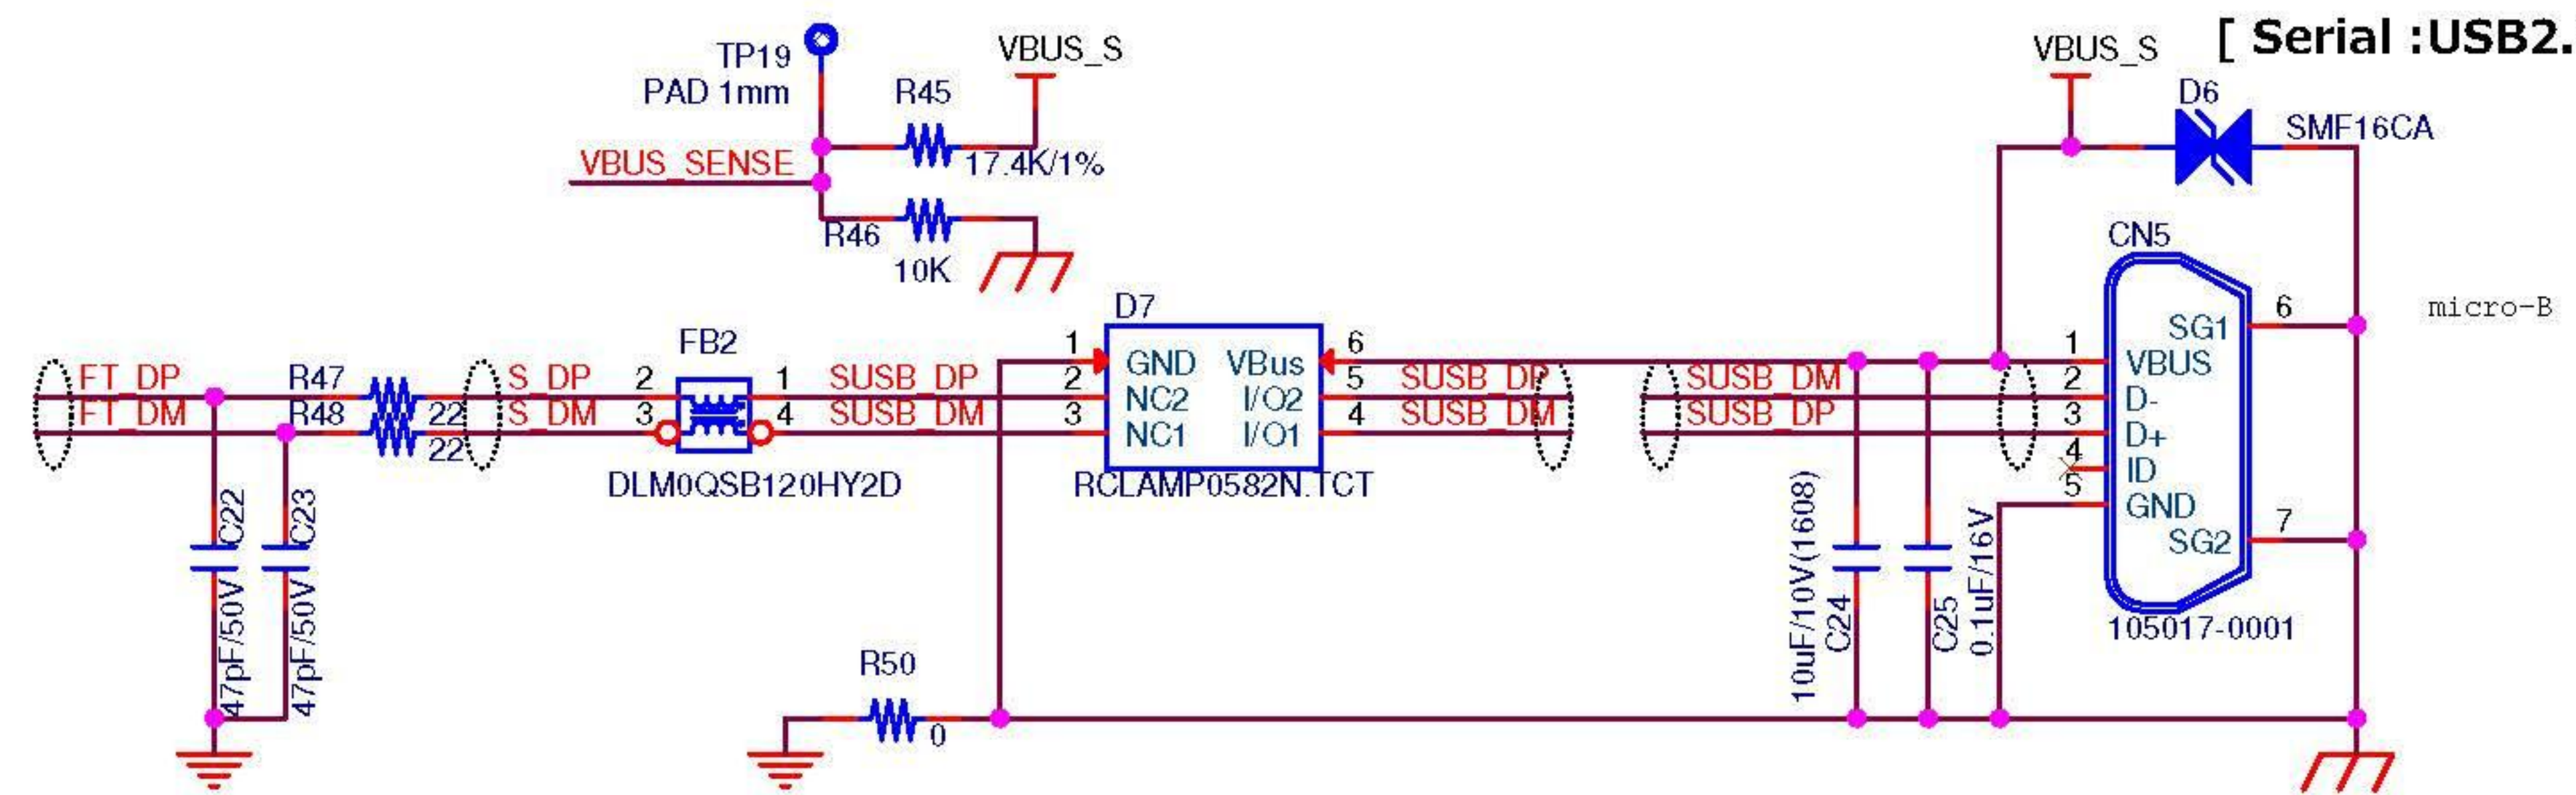 [ Serial :USB2.
TP19
PAD 1mm
VBUS_S
R45
17.4K/1%
VBUS_SENSE
R46
10K
VBUS_S
D6
SMF16CA
CN5
micro-B
SG1 6
1 VBUS
2 D-
3 D+
4 ID
5 GND
SG2 7
105017-0001
FT_DP
FT_DM
R47
R48
22
22
S_DP
S_DM
FB2
2 1
3 4
DLM0QSB120HY2D
SUSB_DP
SUSB_DM
D7
1 GND VBus 6
2 NC2 I/O2 5
3 NC1 I/O1 4
RCLAMP0582N.TCT
SUSB_DP
SUSB_DM
SUSB_DM
SUSB_DP
C22
47pF/50V
C23
47pF/50V
R50
0
10uF/10V(1608)
C24
C25
0.1uF/16V